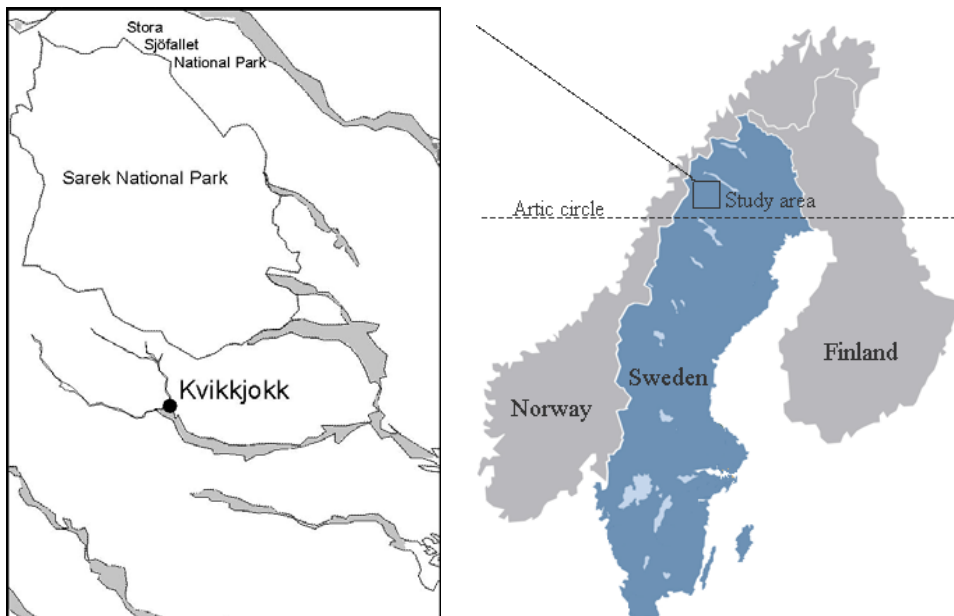 Stora
Sjöfallet
National Park
Sarek National Park
Kvikkjokk
Study area
Artic circle
Finland
Sweden
Norway